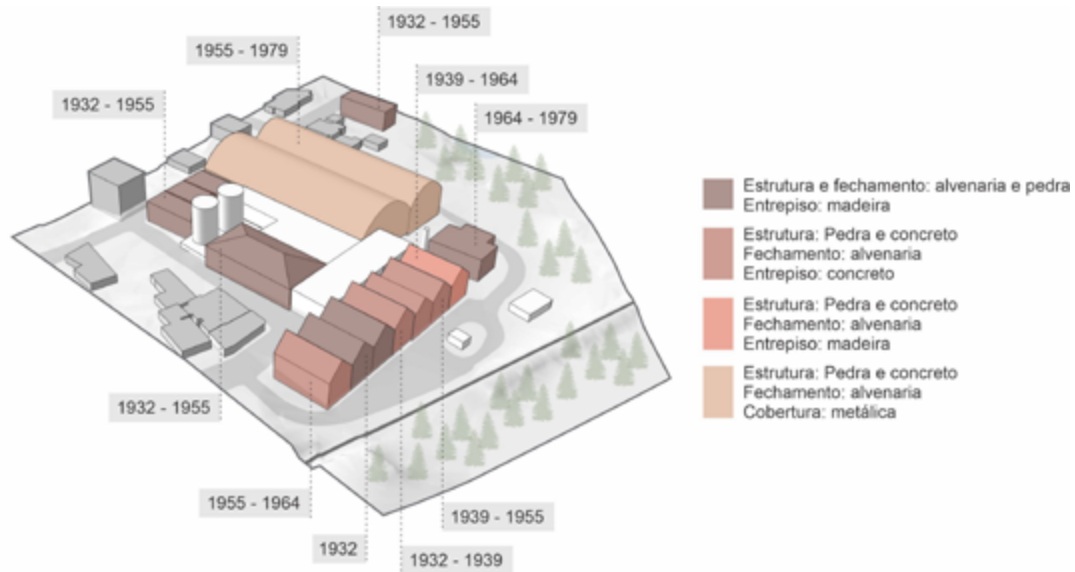 1932 - 1955
1955 - 1979
1939 - 1964
1932 - 1955
1964 - 1979
Estrutura e fechamento: alvenaria e pedra
Entrepiso: madeira
Estrutura: Pedra e concreto
Fechamento: alvenaria
Entrepiso: concreto
Estrutura: Pedra e concreto
Fechamento: alvenaria
Entrepiso: madeira
Estrutura: Pedra e concreto
Fechamento: alvenaria
Cobertura: metálica
1932 - 1955
1955 - 1964
1939 - 1955
1932
1932 - 1939